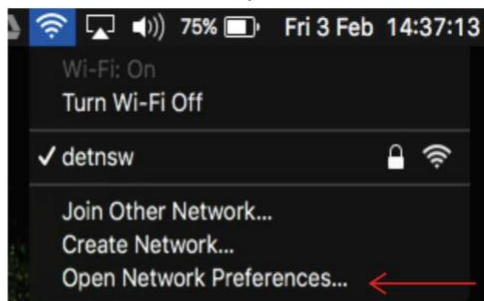 75% Fri 3 Feb 14:37:13
Wi-Fi: On
Turn Wi-Fi Off
✓ detnsw
Join Other Network...
Create Network...
Open Network Preferences...